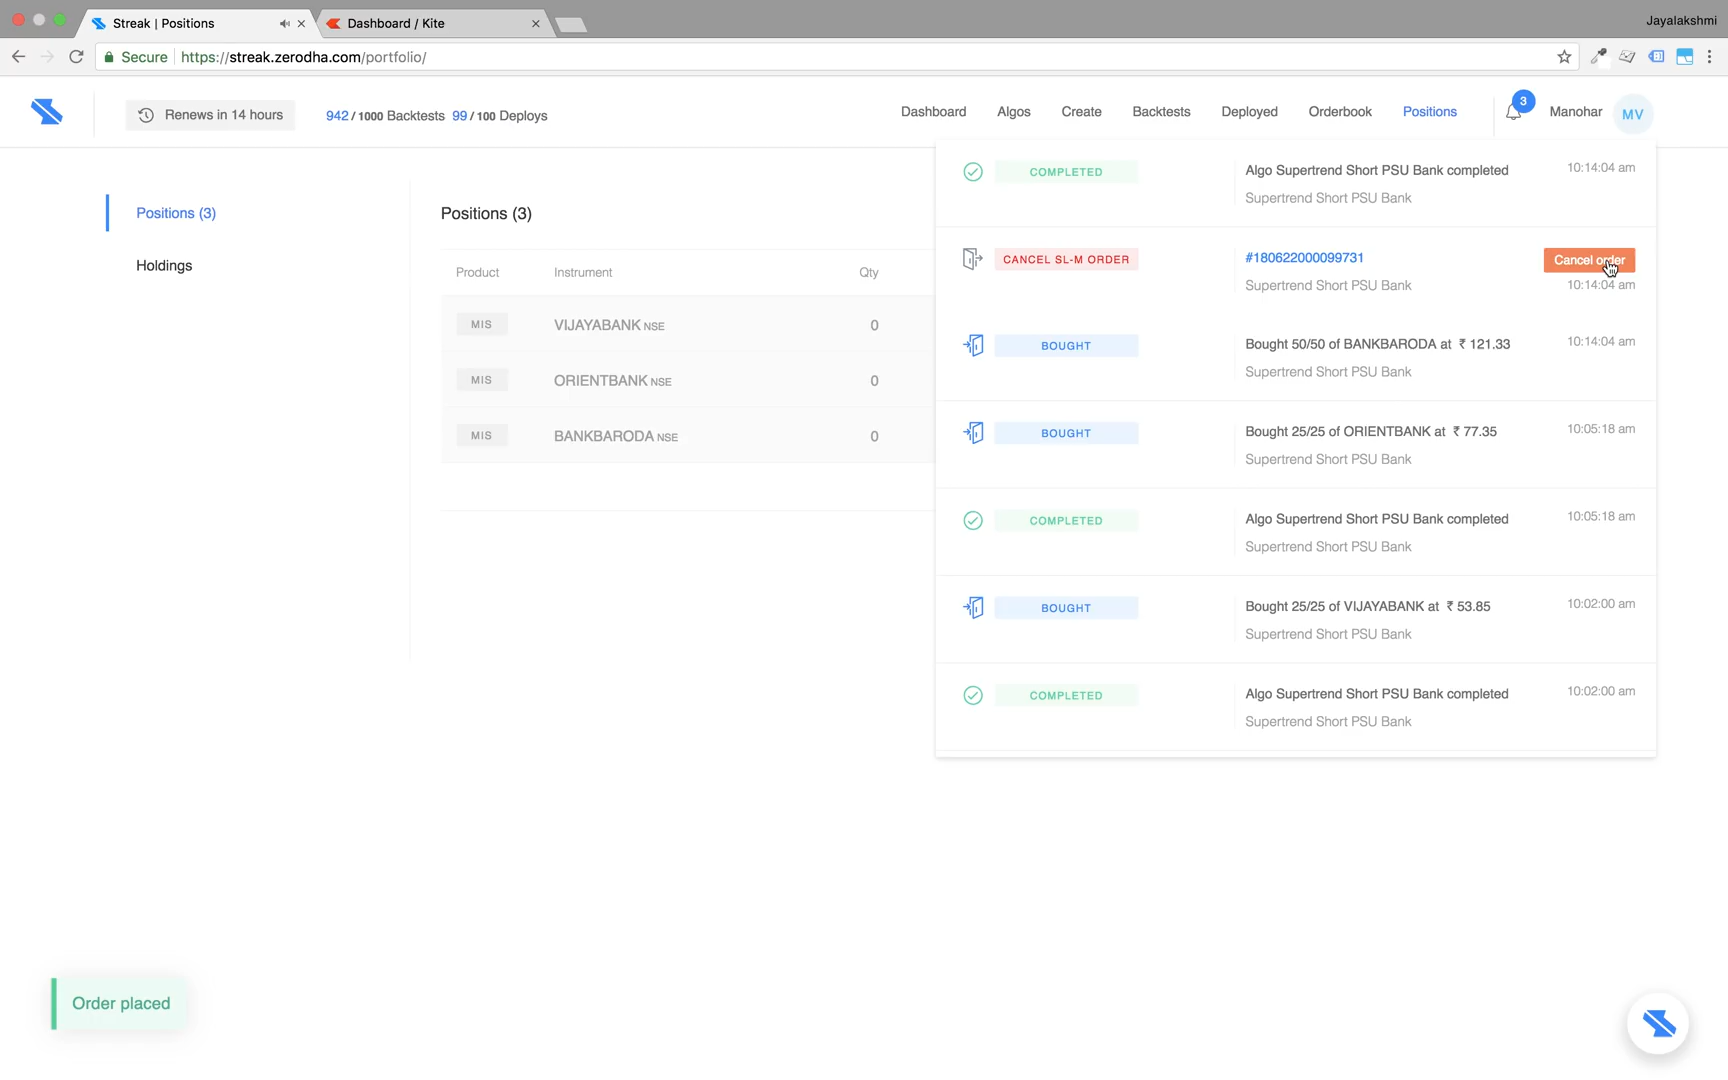 Streak | Positions
Dashboard / Kite
Jayalakshmi
Secure
https://streak.zerodha.com/portfolio/
Renews in 14 hours
942 / 1000 Backtests 99 / 100 Deploys
Dashboard
Algos
Create
Backtests
Deployed
Orderbook
Positions
3
Manohar
MV
Positions (3)
Holdings
Positions (3)
Product
Instrument
Qty
MIS
VIJAYABANK NSE
0
MIS
ORIENTBANK NSE
0
MIS
BANKBARODA NSE
0
COMPLETED
Algo Supertrend Short PSU Bank completed
10:14:04 am
Supertrend Short PSU Bank
CANCEL SL-M ORDER
#180622000099731
Cancel order
Supertrend Short PSU Bank
10:14:04 am
BOUGHT
Bought 50/50 of BANKBARODA at ₹ 121.33
10:14:04 am
Supertrend Short PSU Bank
BOUGHT
Bought 25/25 of ORIENTBANK at ₹ 77.35
10:05:18 am
Supertrend Short PSU Bank
COMPLETED
Algo Supertrend Short PSU Bank completed
10:05:18 am
Supertrend Short PSU Bank
BOUGHT
Bought 25/25 of VIJAYABANK at ₹ 53.85
10:02:00 am
Supertrend Short PSU Bank
COMPLETED
Algo Supertrend Short PSU Bank completed
10:02:00 am
Supertrend Short PSU Bank
Order placed